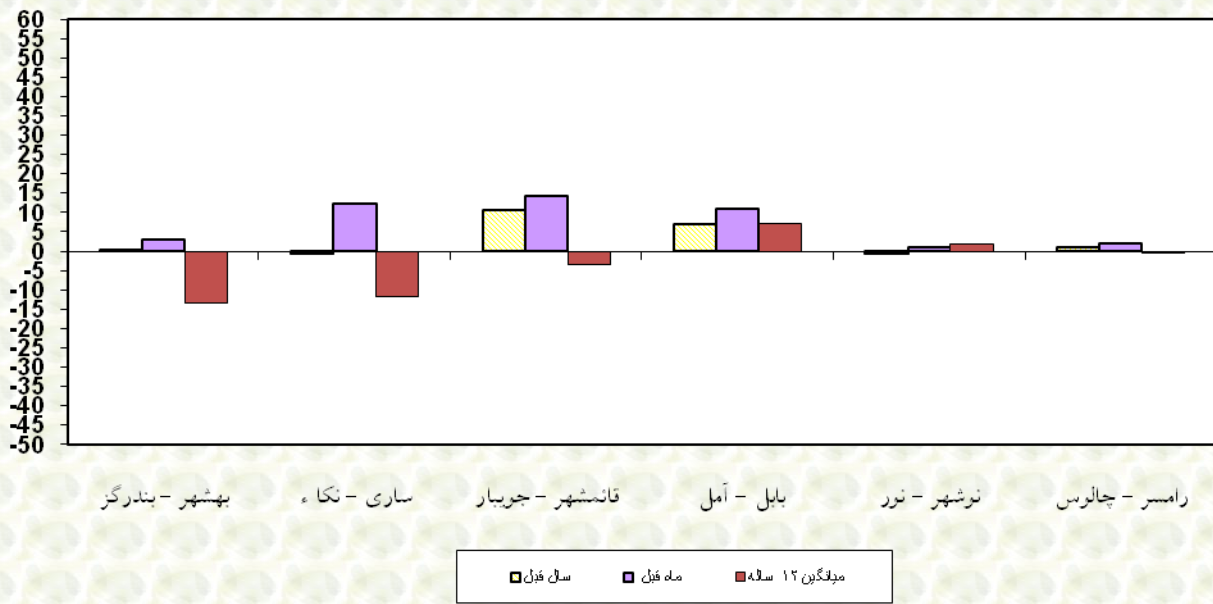 60
55
50
45
40
35
30
25
20
15
10
5
0
-5
-10
-15
-20
-25
-30
-35
-40
-45
-50
بهشهر - بندرگز
ساری - نکا ء
قائمشهر - جویبار
بابل - آمل
نوشهر - نور
رامسر - چالوس
سال قبل
ماه قبل
میانگین ۱۲ ساله